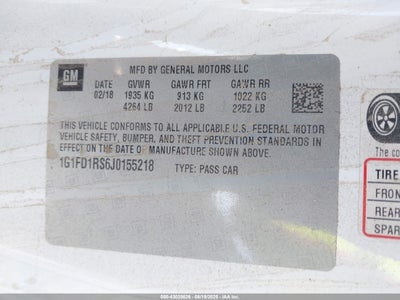 GM
MFD BY GENERAL MOTORS LLC
DATE GVWR GAWR FRT GAWR RR
02/18 1935 KG 913 KG 1022 KG
4264 LB 2012 LB 2252 LB
THIS VEHICLE CONFORMS TO ALL APPLICABLE U.S. FEDERAL MOTOR
VEHICLE SAFETY, BUMPER, AND THEFT PREVENTION STANDARDS IN
EFFECT ON THE DATE OF MANUFACTURE SHOWN ABOVE.
1G1FD1RS6J0155218 TYPE: PASS CAR
The co
TIRE
FRON
REAR
SPAR